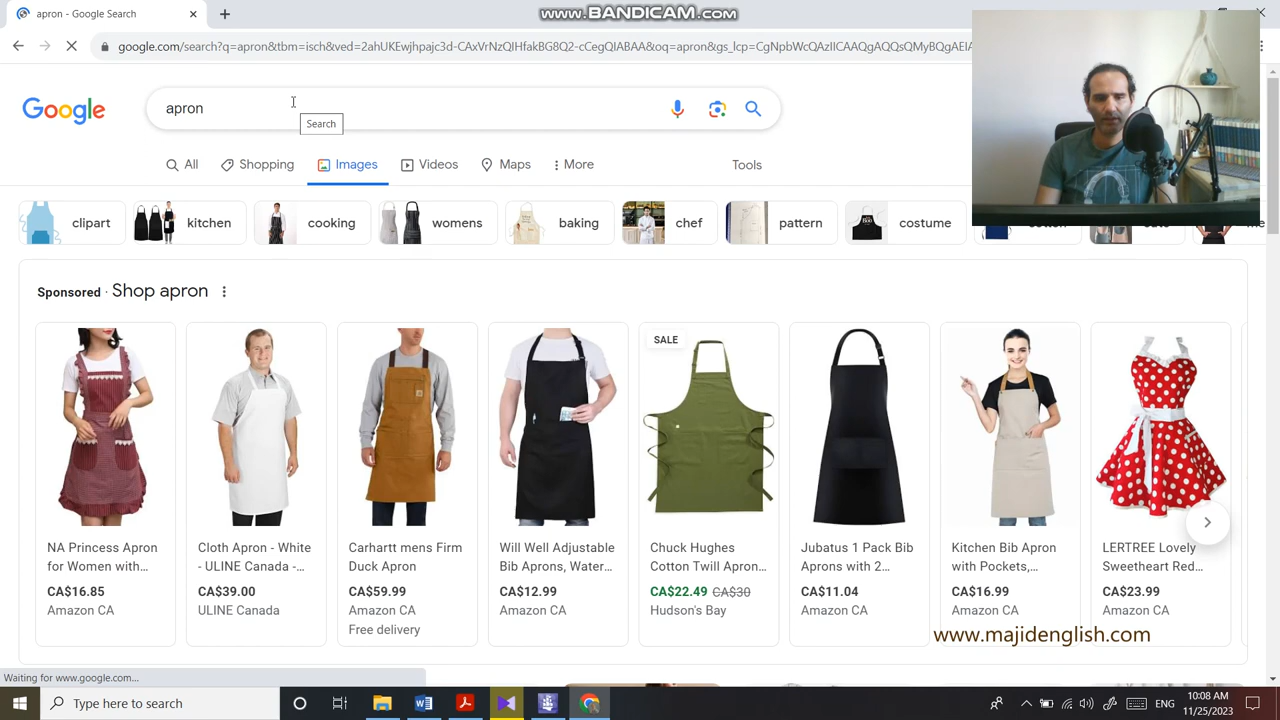 apron - Google Search
www.BANDICAM.com
google.com/search?q=apron&tbm=isch&ved=2ahUKEwjhpajc3d-CAxVrNzQIHfakBG8Q2-cCegQIABAA&oq=apron&gs_lcp=CgNpbWcQAzIICAAQgAQQsQMyBQgAEIA
Google
apron
Search
All
Shopping
Images
Videos
Maps
More
Tools
clipart
kitchen
cooking
womens
baking
chef
pattern
costume
Sponsored · Shop apron
SALE
NA Princess Apron
for Women with...
CA$16.85
Amazon CA
Cloth Apron - White
- ULINE Canada -...
CA$39.00
ULINE Canada
Carhartt mens Firm
Duck Apron
CA$59.99
Amazon CA
Free delivery
Will Well Adjustable
Bib Aprons, Water...
CA$12.99
Amazon CA
Chuck Hughes
Cotton Twill Apron...
CA$22.49 CA$30
Hudson's Bay
Jubatus 1 Pack Bib
Aprons with 2...
CA$11.04
Amazon CA
Kitchen Bib Apron
with Pockets,...
CA$16.99
Amazon CA
LERTREE Lovely
Sweetheart Red...
CA$23.99
Amazon CA
www.majidenglish.com
Waiting for www.google.com...
Type here to search
ENG
10:08 AM
11/25/2023